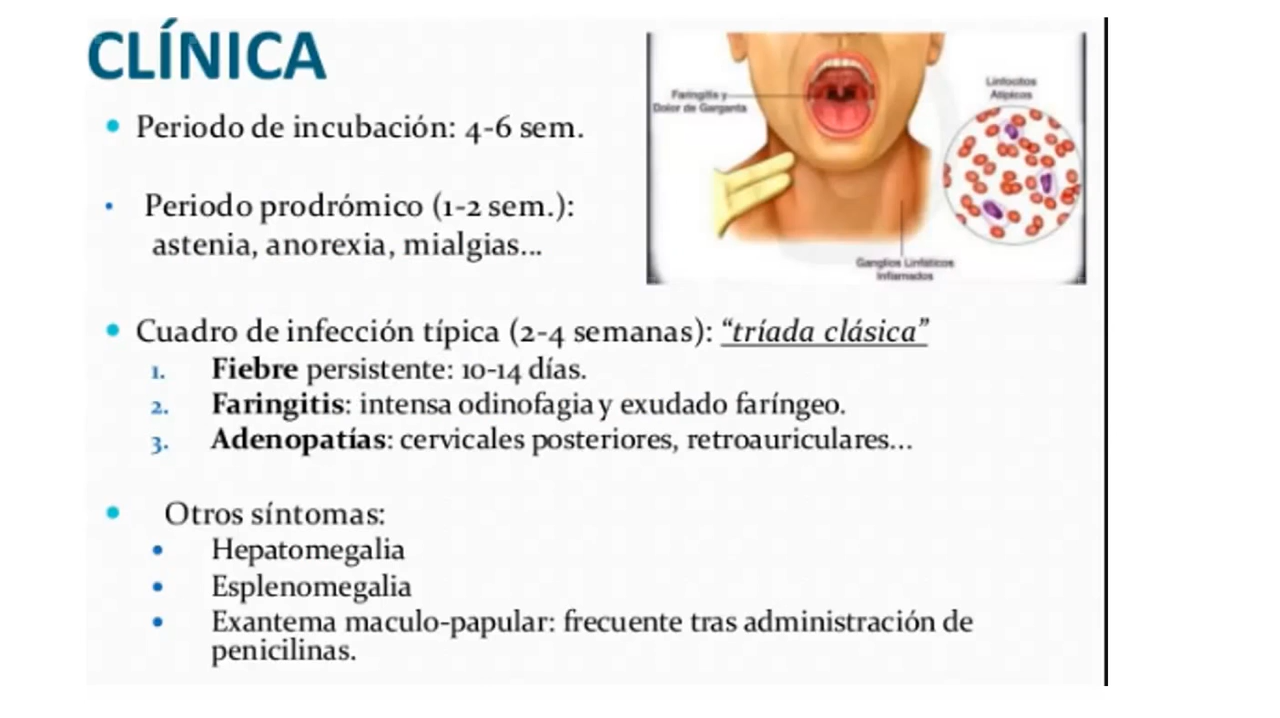 CLÍNICA
• Periodo de incubación: 4-6 sem.
• Periodo prodrómico (1-2 sem.):
astenia, anorexia, mialgias...
• Cuadro de infección típica (2-4 semanas): “tríada clásica”
1. Fiebre persistente: 10-14 días.
2. Faringitis: intensa odinofagia y exudado faríngeo.
3. Adenopatías: cervicales posteriores, retroauriculares...
• Otros síntomas:
• Hepatomegalia
• Esplenomegalia
• Exantema maculo-papular: frecuente tras administración de
penicilinas.
Faringitis y
Dolor de Garganta
Linfocitos
Atípicos
Ganglios Linfáticos
Inflamados